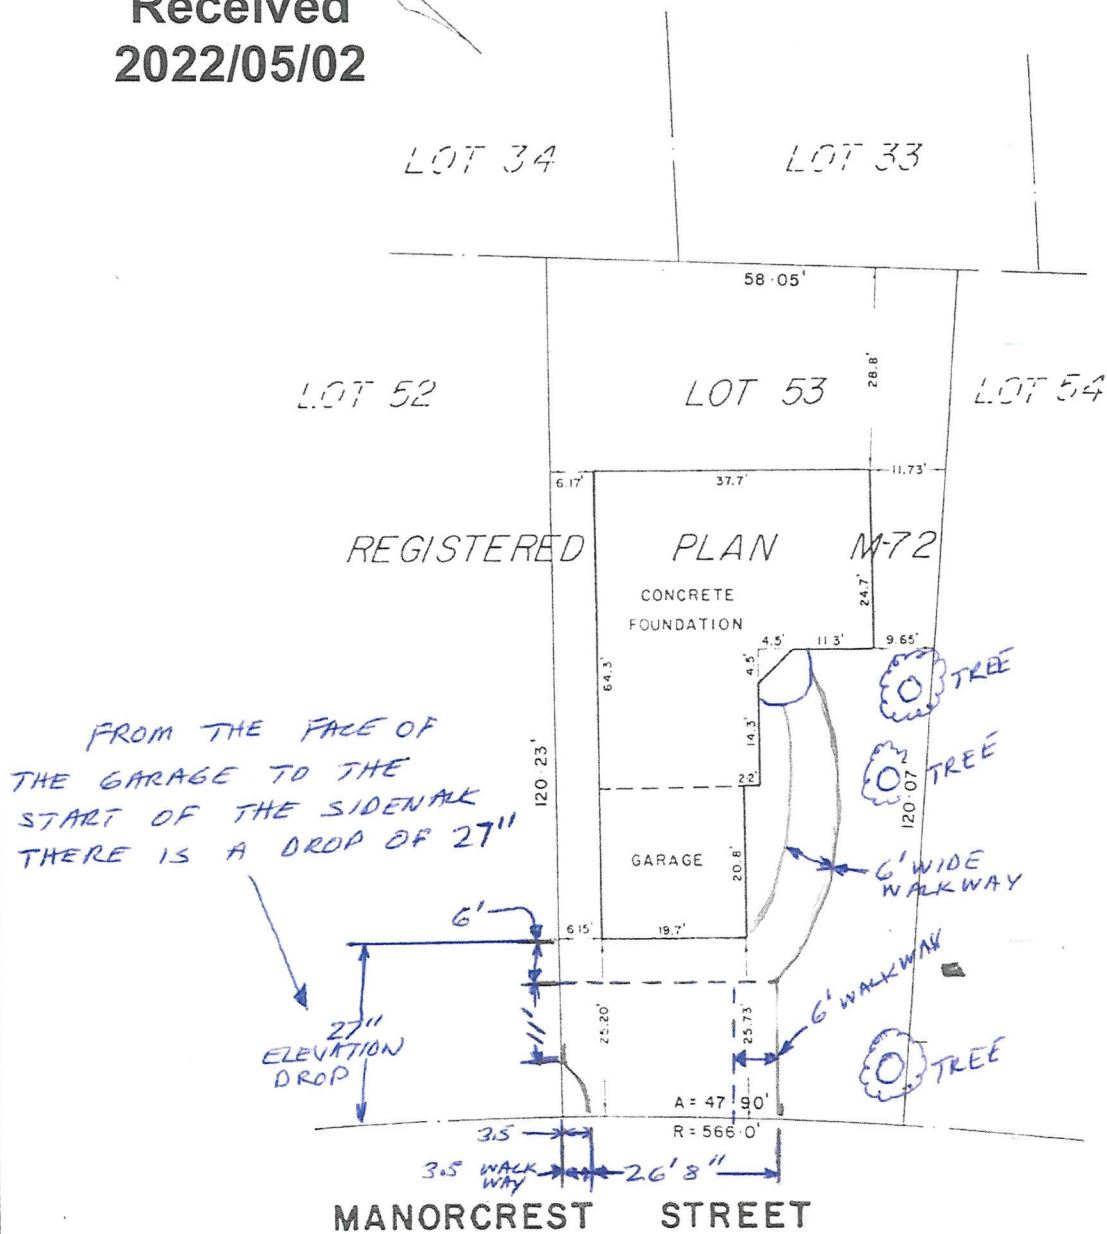 Received
2022/05/02
LOT 34
LOT 33
58.05'
28.8'
LOT 52
LOT 53
LOT 54
6.17'
37.7'
11.73'
REGISTERED PLAN M-72
CONCRETE
FOUNDATION
24.7'
4.5'
11.3'
9.65'
4.5'
64.3'
TREE
14.3'
FROM THE FACE OF
THE GARAGE TO THE
START OF THE SIDEWALK
THERE IS A DROP OF 27"
120.23'
2.2'
TREE
120.07'
GARAGE
20.8'
6' WIDE
WALKWAY
6'
6.15'
19.7'
6' WALKWAY
11'
25.20'
25.73'
27"
ELEVATION
DROP
TREE
A = 47.90'
R = 566.0'
3.5
3.5 WALK
WAY
26'8"
MANORCREST STREET